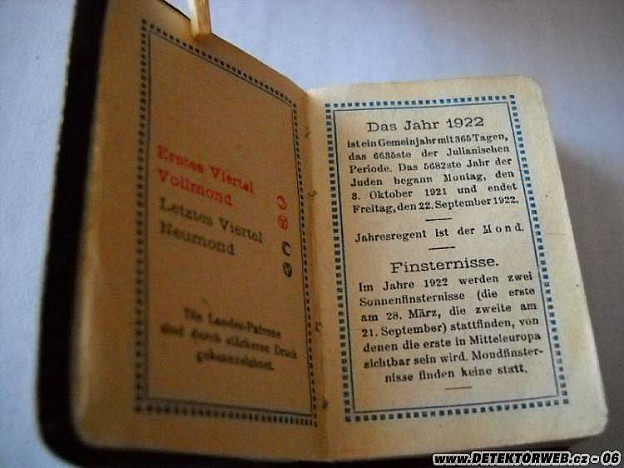 Erstes Viertel
Vollmond
Letztes Viertel
Neumond
Die Landes-Patrone
sind durch stärkeren Druck
gekennzeichnet.
Das Jahr 1922
ist ein Gemeinjahr mit 365 Tagen,
das 6635ste der Julianischen
Periode. Das 5682ste Jahr der
Juden begann Montag, den
3. Oktober 1921 und endet
Freitag, den 22. September 1922.
Jahresregent ist der Mond.
Finsternisse.
Im Jahre 1922 werden zwei
Sonnenfinsternisse (die erste
am 28. März, die zweite am
21. September) stattfinden, von
denen die erste in Mitteleuropa
sichtbar sein wird. Mondfinster-
nisse finden keine statt.
www.DETEKTORWEB.cz - 06